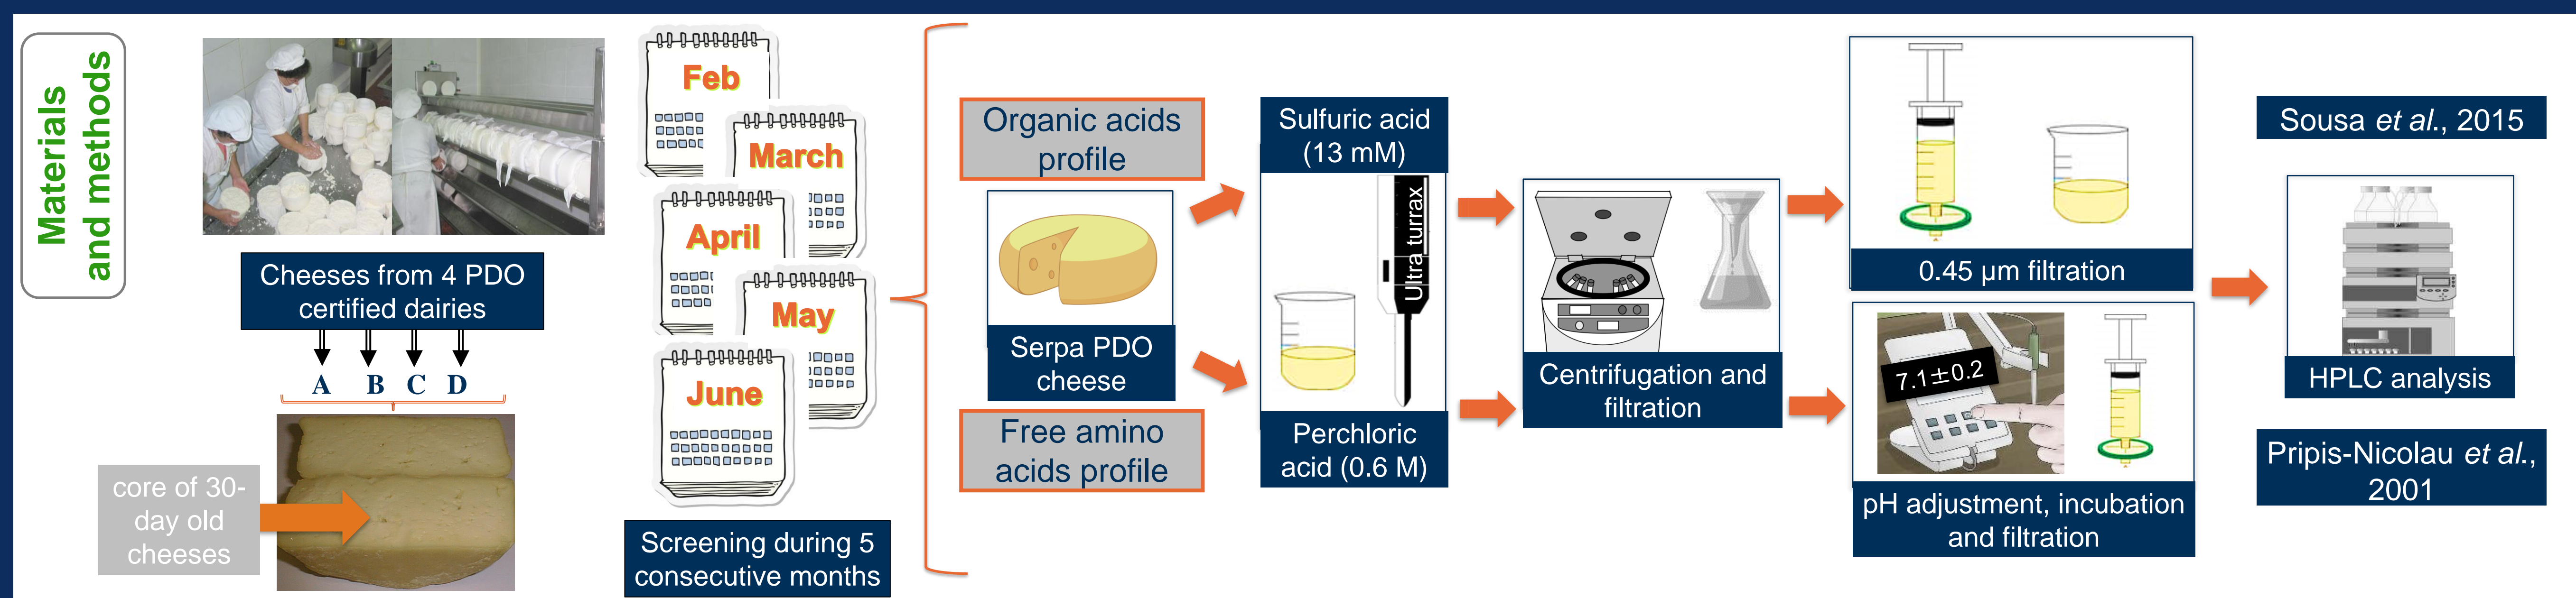 Materials
and methods
Cheeses from 4 PDO
certified dairies
A B C D
core of 30-
day old
cheeses
Feb
March
April
May
June
Screening during 5
consecutive months
Organic acids
profile
Serpa PDO
cheese
Free amino
acids profile
Sulfuric acid
(13 mM)
Ultra turrax
Perchloric
acid (0.6 M)
Centrifugation and
filtration
0.45 µm filtration
7.1±0.2
pH adjustment, incubation
and filtration
Sousa et al., 2015
HPLC analysis
Pripis-Nicolau et al.,
2001